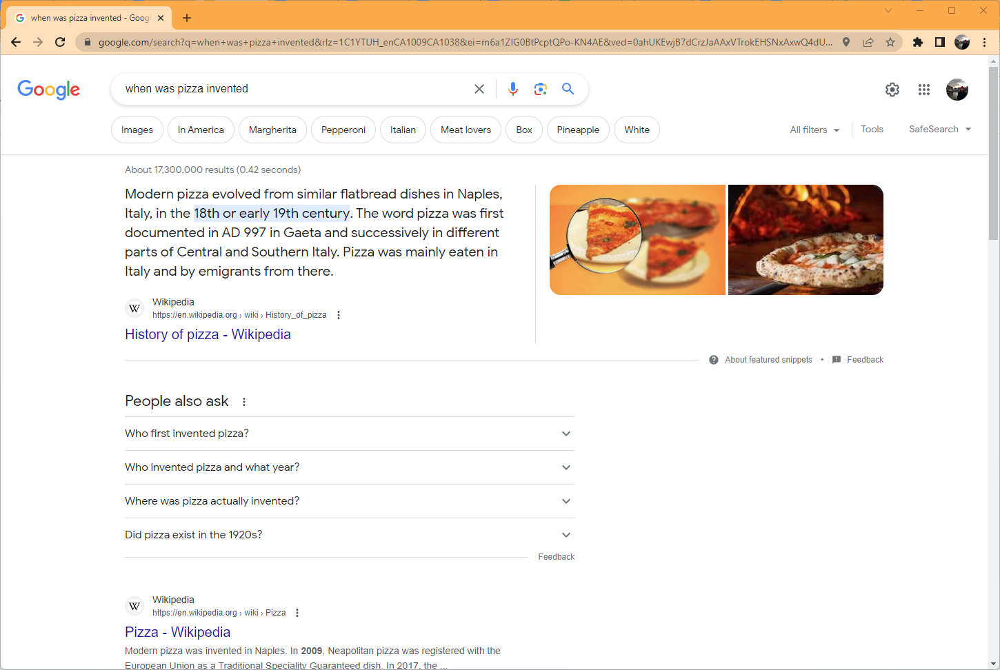 when was pizza invented - Goog
google.com/search?q=when+was+pizza+invented&rlz=1C1YTUH_enCA1009CA1038&ei=m6a1ZIG0BtPcptQPo-KN4AE&ved=0ahUKEwjB7dCrzJaAAxVTrokEHSNxAxwQ4dU...
Google
when was pizza invented
Images In America Margherita Pepperoni Italian Meat lovers Box Pineapple White All filters Tools SafeSearch
About 17,300,000 results (0.42 seconds)
Modern pizza evolved from similar flatbread dishes in Naples,
Italy, in the 18th or early 19th century. The word pizza was first
documented in AD 997 in Gaeta and successively in different
parts of Central and Southern Italy. Pizza was mainly eaten in
Italy and by emigrants from there.
W Wikipedia
https://en.wikipedia.org › wiki › History_of_pizza
History of pizza - Wikipedia
About featured snippets • Feedback
People also ask
Who first invented pizza?
Who invented pizza and what year?
Where was pizza actually invented?
Did pizza exist in the 1920s?
Feedback
W Wikipedia
https://en.wikipedia.org › wiki › Pizza
Pizza - Wikipedia
Modern pizza was invented in Naples. In 2009, Neapolitan pizza was registered with the
European Union as a Traditional Speciality Guaranteed dish. In 2017, the ...